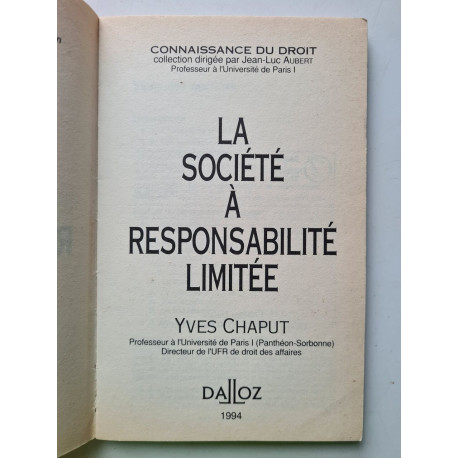 CONNAISSANCE DU DROIT
collection dirigée par Jean-Luc AUBERT
Professeur à l'Université de Paris I
LA
SOCIÉTÉ
À
RESPONSABILITÉ
LIMITÉE
YVES CHAPUT
Professeur à l'Université de Paris I (Panthéon-Sorbonne)
Directeur de l'UFR de droit des affaires
DALLOZ
1994